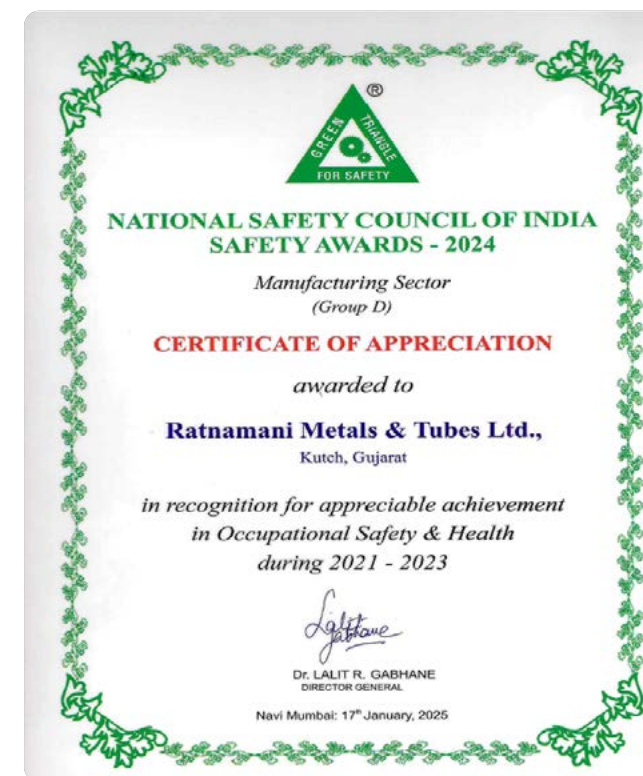 ®
GREEN TRIANGLE
FOR SAFETY
NATIONAL SAFETY COUNCIL OF INDIA
SAFETY AWARDS - 2024
Manufacturing Sector
(Group D)
CERTIFICATE OF APPRECIATION
awarded to
Ratnamani Metals & Tubes Ltd.,
Kutch, Gujarat
in recognition for appreciable achievement
in Occupational Safety & Health
during 2021 - 2023
Lalit Gabhane
Dr. LALIT R. GABHANE
DIRECTOR GENERAL
Navi Mumbai: 17th January, 2025